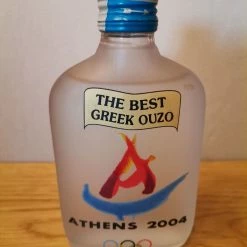 THE BEST
GREEK OUZO
ATHENS 2004